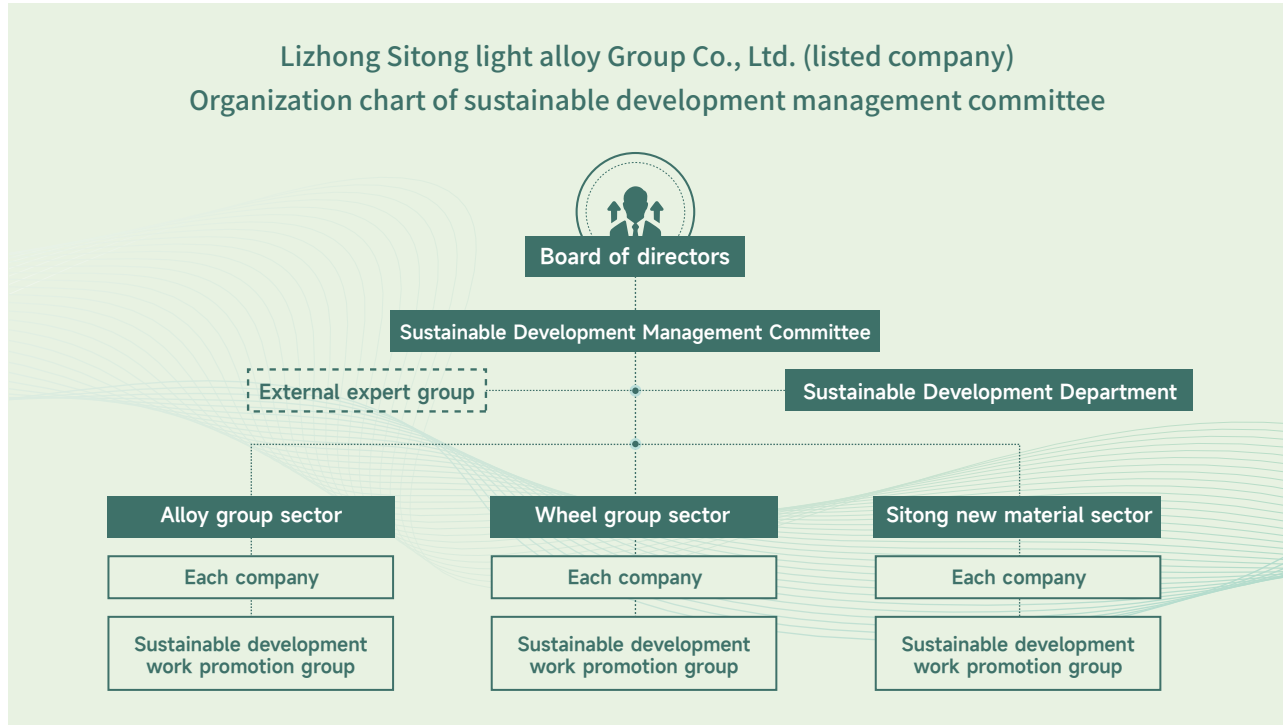 Lizhong Sitong light alloy Group Co., Ltd. (listed company)
Organization chart of sustainable development management committee
Board of directors
Sustainable Development Management Committee
External expert group
Sustainable Development Department
Alloy group sector
Wheel group sector
Sitong new material sector
Each company
Each company
Each company
Sustainable development
work promotion group
Sustainable development
work promotion group
Sustainable development
work promotion group